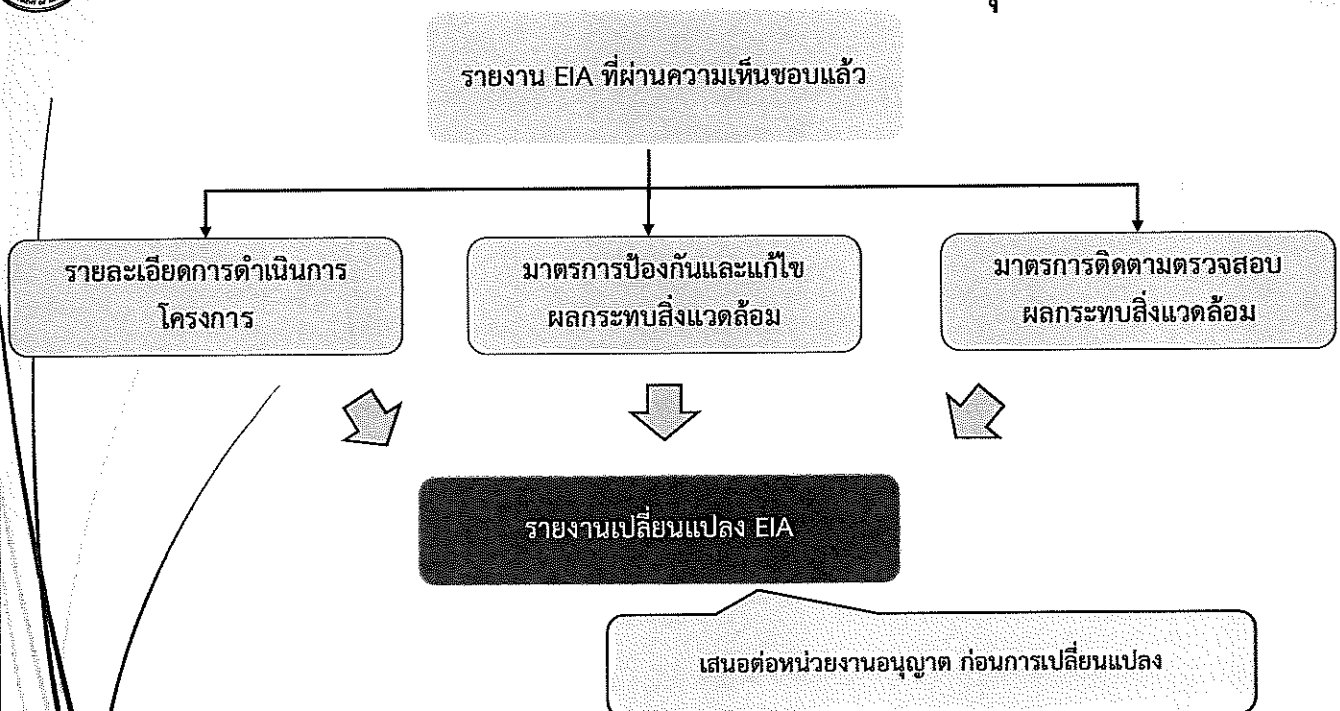 รายงาน EIA ที่ผ่านความเห็นชอบแล้ว
รายละเอียดการดำเนินการ
โครงการ
มาตรการป้องกันและแก้ไข
ผลกระทบสิ่งแวดล้อม
มาตรการติดตามตรวจสอบ
ผลกระทบสิ่งแวดล้อม
รายงานเปลี่ยนแปลง EIA
เสนอต่อหน่วยงานอนุญาต ก่อนการเปลี่ยนแปลง